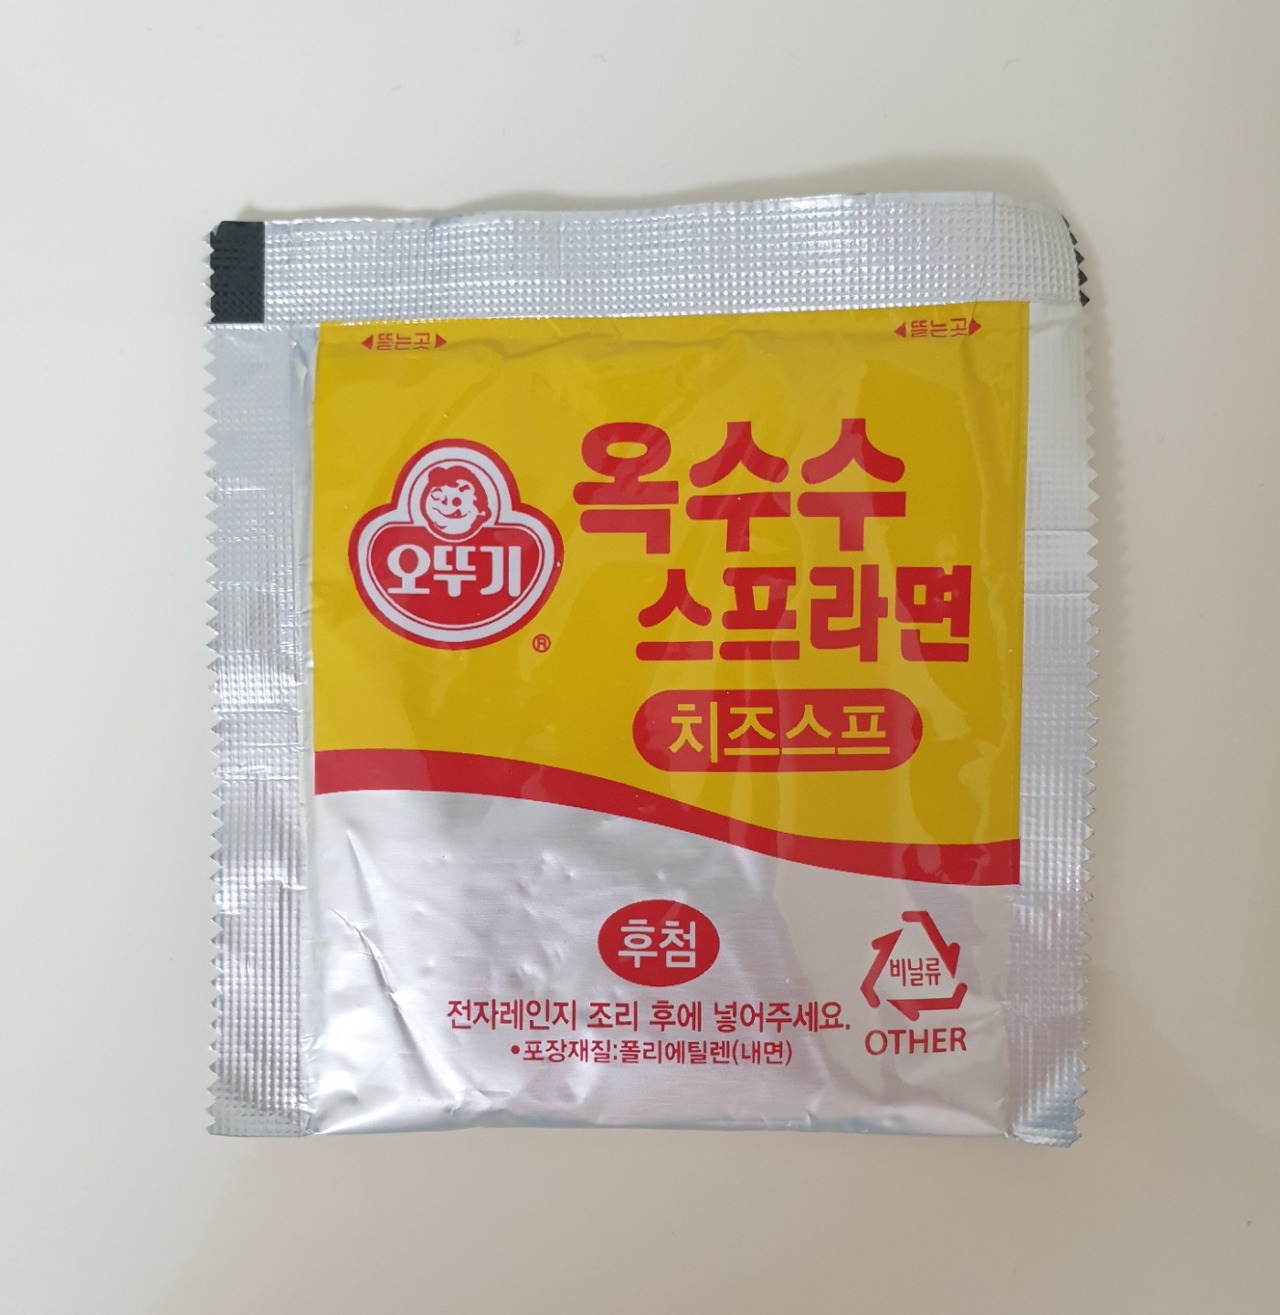 뜯는곳 뜯는곳
오뚜기
®
옥수수
스프라면
치즈스프
후첨
전자레인지 조리 후에 넣어주세요.
•포장재질:폴리에틸렌(내면)
비닐류
OTHER